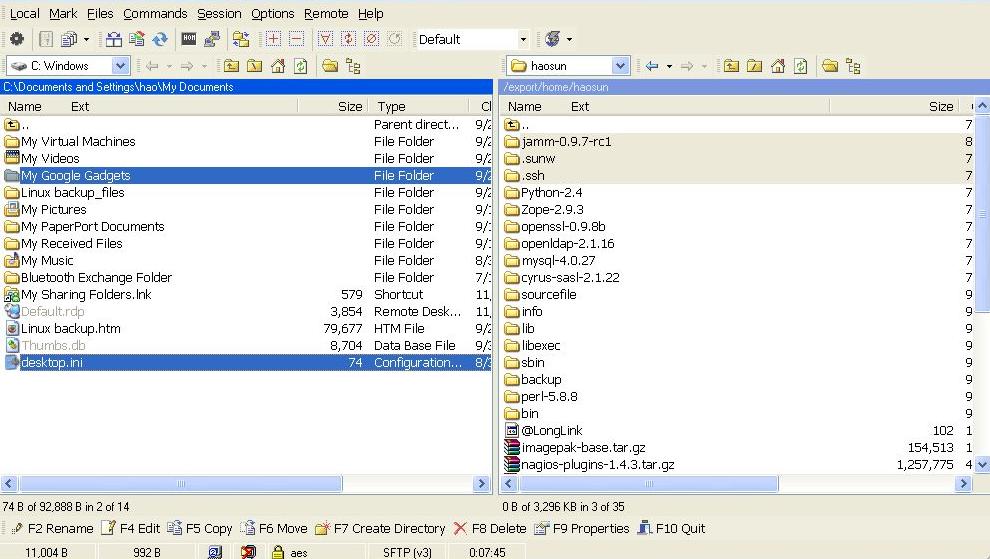 Local Mark Files Commands Session Options Remote Help
Default
C: Windows haosun
C:\Documents and Settings\hao\My Documents /export/home/haosun
Name Ext Size Type Name Ext Size
.. Parent direct... 9/2
My Virtual Machines File Folder 9/2
My Videos File Folder 9/2
My Google Gadgets File Folder 9/2
Linux backup_files File Folder 9/2
My Pictures File Folder 9/1
My PaperPort Documents File Folder 9/1
My Received Files File Folder 9/1
My Music File Folder 8/3
Bluetooth Exchange Folder File Folder 7/1
My Sharing Folders.lnk 579 Shortcut 11,
Default.rdp 3,854 Remote Desk... 11,
Linux backup.htm 79,677 HTM File 9/2
Thumbs.db 8,704 Data Base File 9/3
desktop.ini 74 Configuration... 8/3
.. 7
jamm-0.9.7-rc1 8
.sunw 7
.ssh 7
Python-2.4 7
Zope-2.9.3 7
openssl-0.9.8b 7
openldap-2.1.16 7
mysql-4.0.27 7
cyrus-sasl-2.1.22 7
sourcefile 9
info 9
lib 9
libexec 9
sbin 9
backup 9
perl-5.8.8 9
bin 9
@LongLink 102 1
imagepak-base.tar.gz 154,513 1
nagios-plugins-1.4.3.tar.gz 1,257,775 4
74 B of 92,888 B in 2 of 14 0 B of 3,296 KB in 3 of 35
F2 Rename F4 Edit F5 Copy F6 Move F7 Create Directory F8 Delete F9 Properties F10 Quit
11,004 B 992 B aes SFTP (v3) 0:07:45